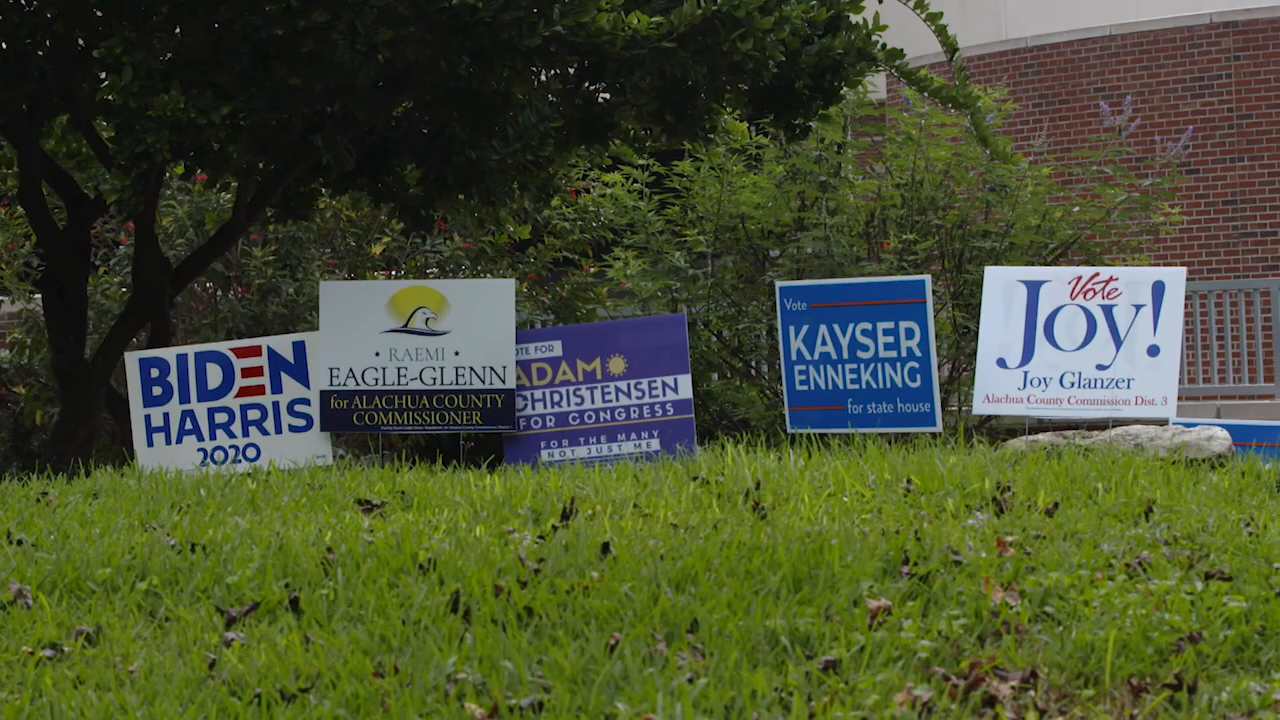 BIDEN
HARRIS
2020
RAEMI
EAGLE-GLENN
for ALACHUA COUNTY
COMMISSIONER
VOTE FOR
ADAM
CHRISTENSEN
FOR CONGRESS
FOR THE MANY
NOT JUST ME
Vote
KAYSER
ENNEKING
for state house
Vote
Joy!
Joy Glanzer
Alachua County Commission Dist. 3